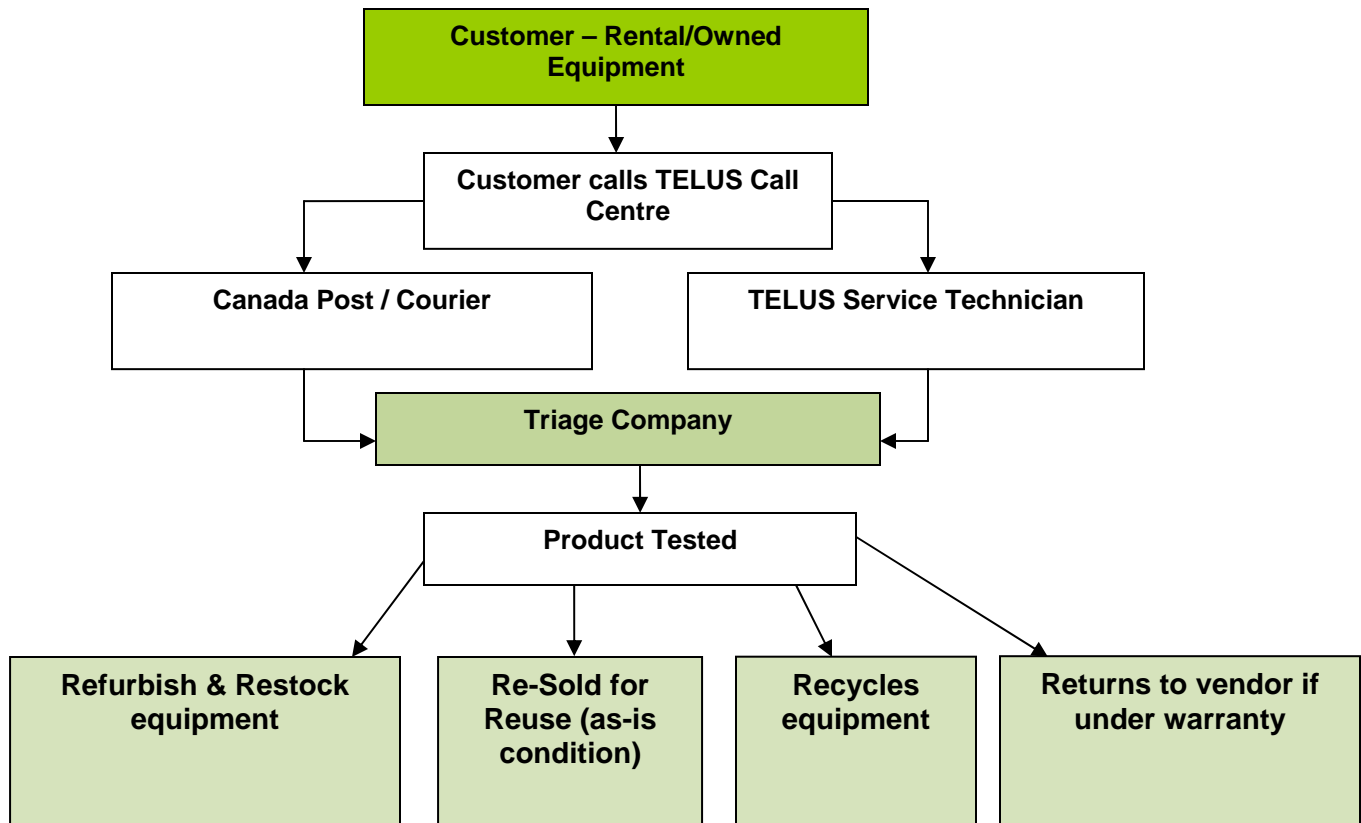 Customer – Rental/Owned
Equipment
Customer calls TELUS Call
Centre
Canada Post / Courier
TELUS Service Technician
Triage Company
Product Tested
Refurbish & Restock
equipment
Re-Sold for
Reuse (as-is
condition)
Recycles
equipment
Returns to vendor if
under warranty